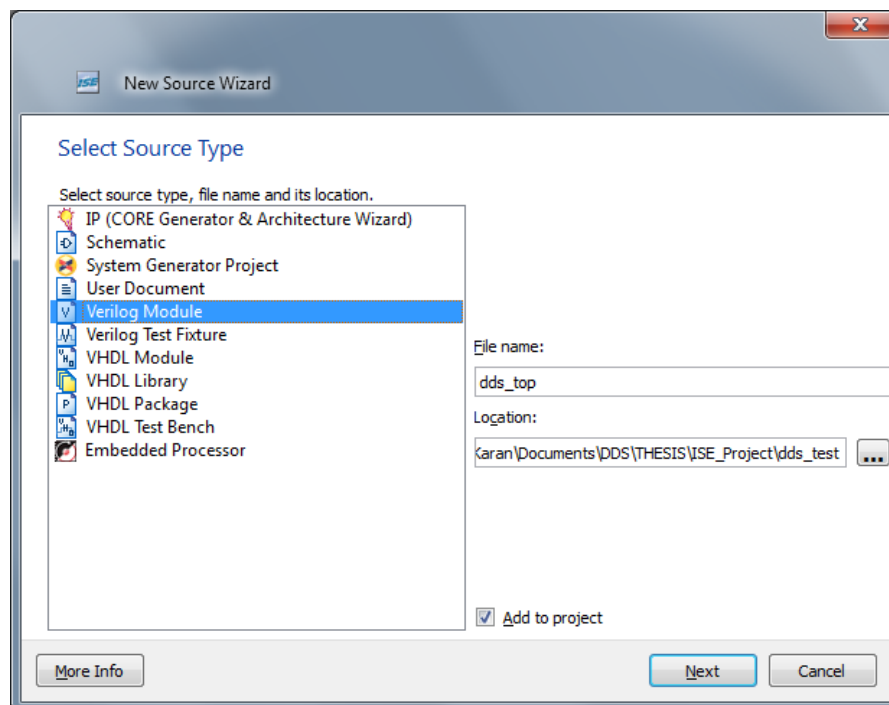 ISE
New Source Wizard
Select Source Type
Select source type, file name and its location.
IP (CORE Generator & Architecture Wizard)
Schematic
System Generator Project
User Document
Verilog Module
Verilog Test Fixture
VHDL Module
VHDL Library
VHDL Package
VHDL Test Bench
Embedded Processor
File name:
dds_top
Location:
Karan\Documents\DDS\THESIS\ISE_Project\dds_test
...
Add to project
More Info
Next
Cancel